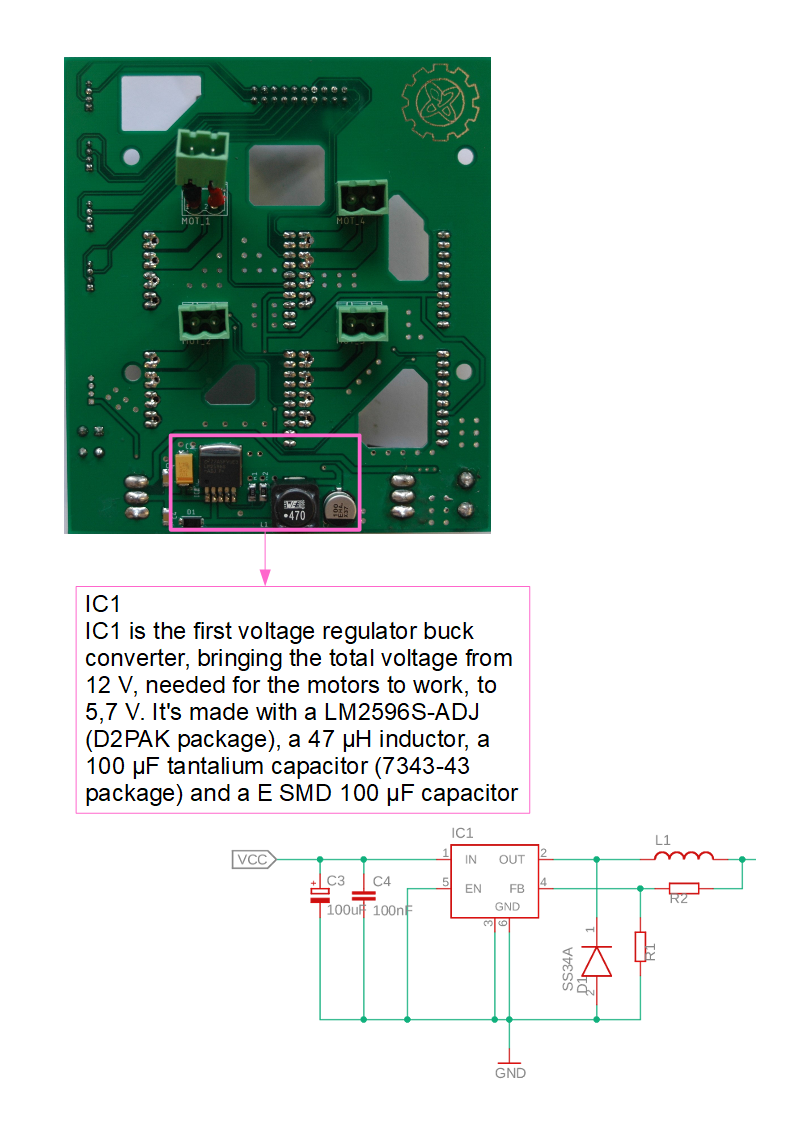 MOT_1
MOT_4
MOT_2
D1
L1
470
100
IC1
IC1 is the first voltage regulator buck
converter, bringing the total voltage from
12 V, needed for the motors to work, to
5,7 V. It's made with a LM2596S-ADJ
(D2PAK package), a 47 µH inductor, a
100 µF tantalium capacitor (7343-43
package) and a E SMD 100 µF capacitor
IC1
L1
VCC
1 IN OUT 2
5 EN FB 4
GND
3 6
+ C3
100uF
C4
100nF
R2
R1
1
SS34A
D1
2
GND